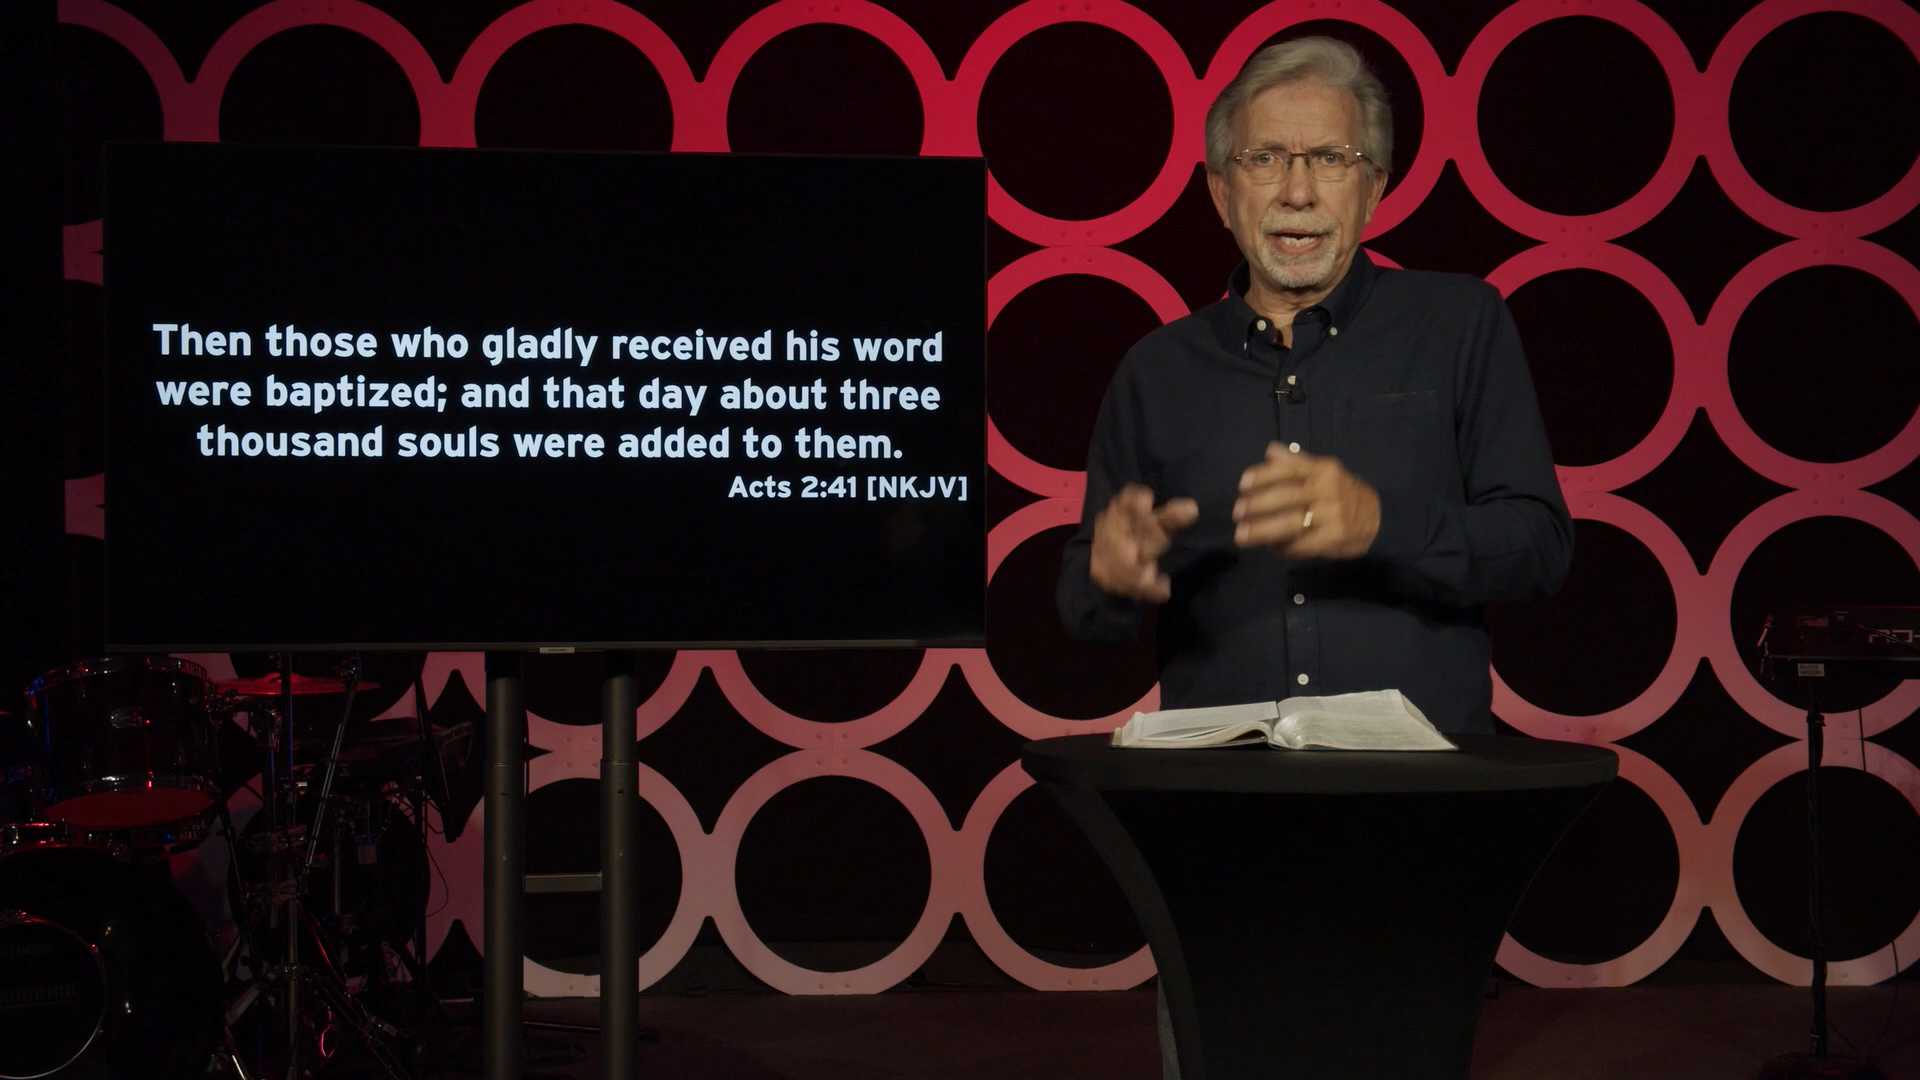 Then those who gladly received his word
were baptized; and that day about three
thousand souls were added to them.
Acts 2:41 [NKJV]